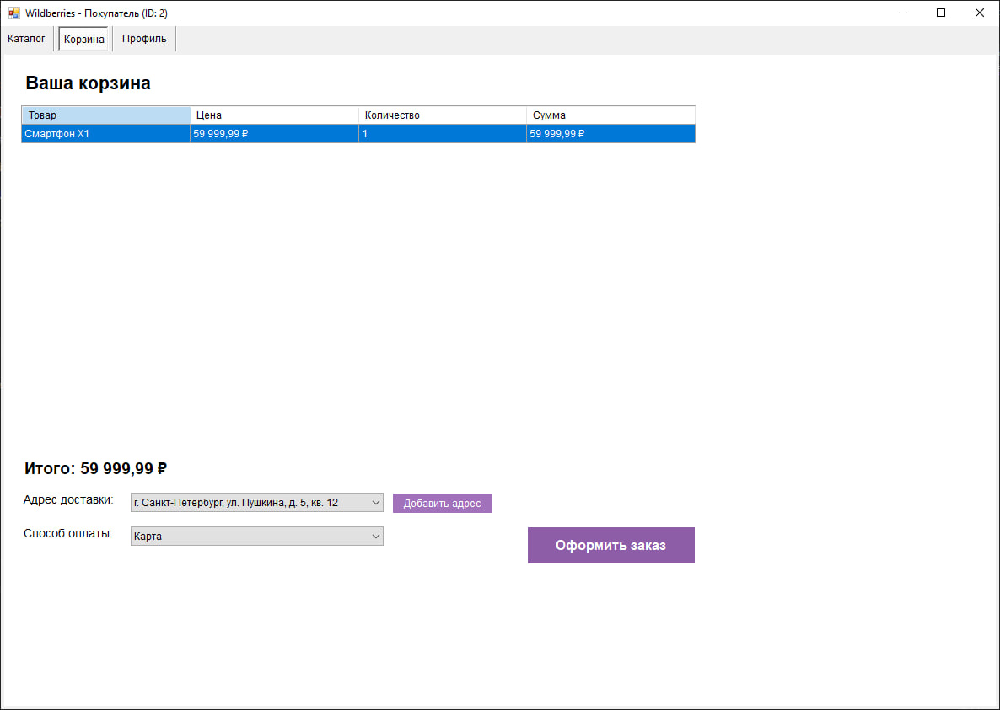 Wildberries - Покупатель (ID: 2)
Каталог Корзина Профиль
Ваша корзина
Товар Цена Количество Сумма
Смартфон X1 59 999,99 ₽ 1 59 999,99 ₽
Итого: 59 999,99 ₽
Адрес доставки: г. Санкт-Петербург, ул. Пушкина, д. 5, кв. 12 Добавить адрес
Способ оплаты: Карта
Оформить заказ